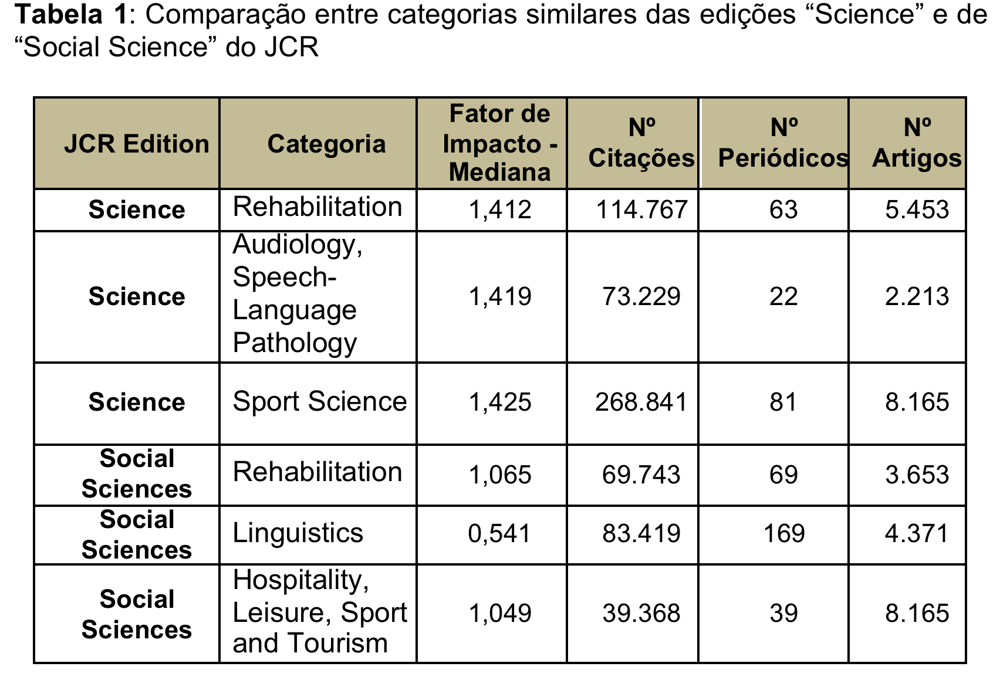 Tabela 1: Comparação entre categorias similares das edições “Science” e de
“Social Science” do JCR
JCR Edition
Categoria
Fator de
Impacto -
Mediana
Nº
Citações
Nº
Periódicos
Nº
Artigos
Science
Rehabilitation
1,412
114.767
63
5.453
Science
Audiology,
Speech-
Language
Pathology
1,419
73.229
22
2.213
Science
Sport Science
1,425
268.841
81
8.165
Social
Sciences
Rehabilitation
1,065
69.743
69
3.653
Social
Sciences
Linguistics
0,541
83.419
169
4.371
Social
Sciences
Hospitality,
Leisure, Sport
and Tourism
1,049
39.368
39
8.165